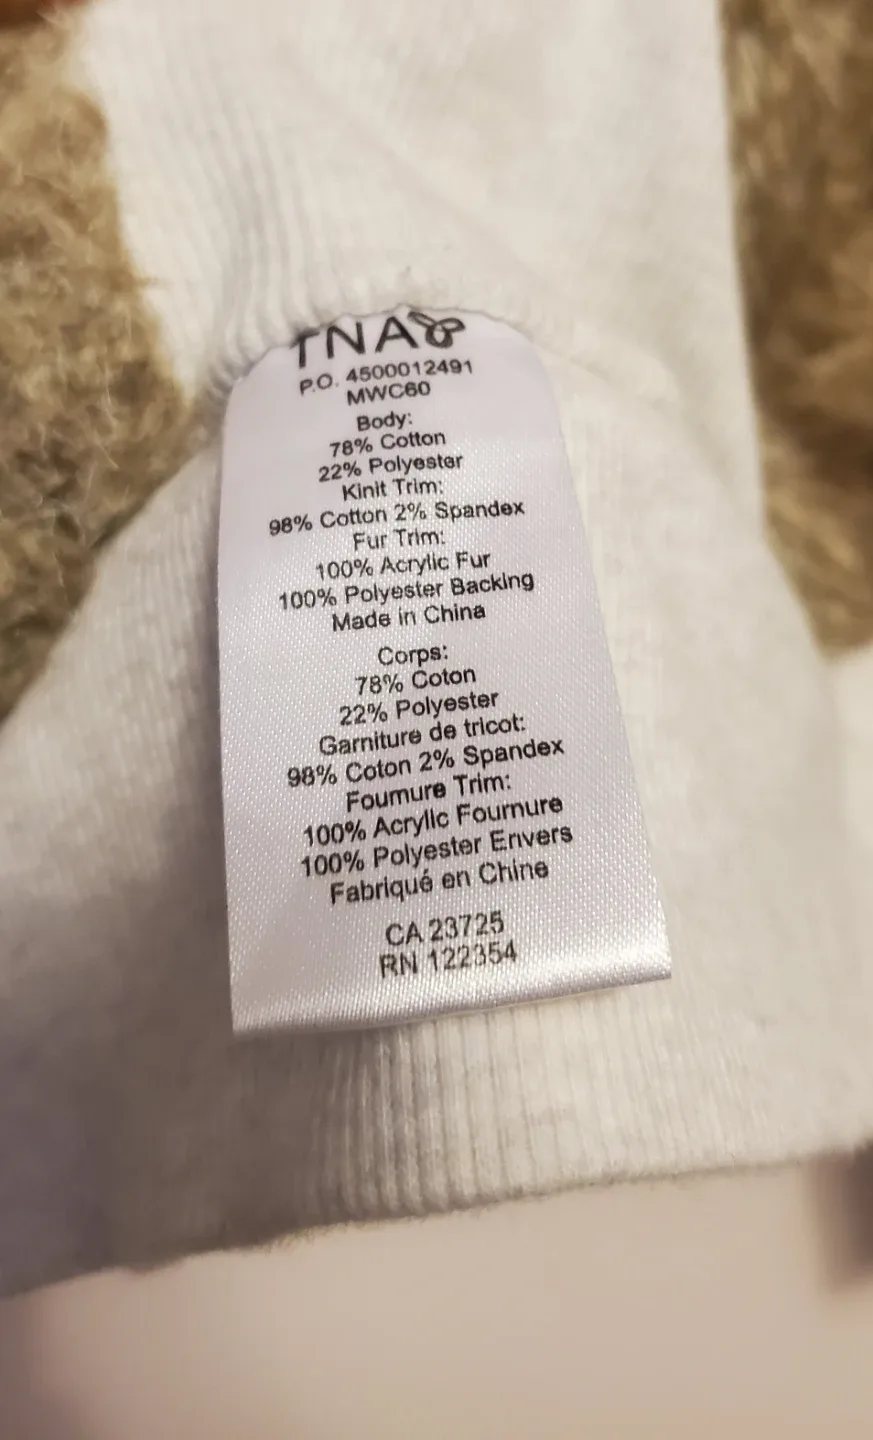 TNA
P.O. 4500012491
MWC60
Body:
78% Cotton
22% Polyester
Kinit Trim:
98% Cotton 2% Spandex
Fur Trim:
100% Acrylic Fur
100% Polyester Backing
Made in China
Corps:
78% Coton
22% Polyester
Garniture de tricot:
98% Coton 2% Spandex
Foumure Trim:
100% Acrylic Fournure
100% Polyester Envers
Fabriqué en Chine
CA 23725
RN 122354